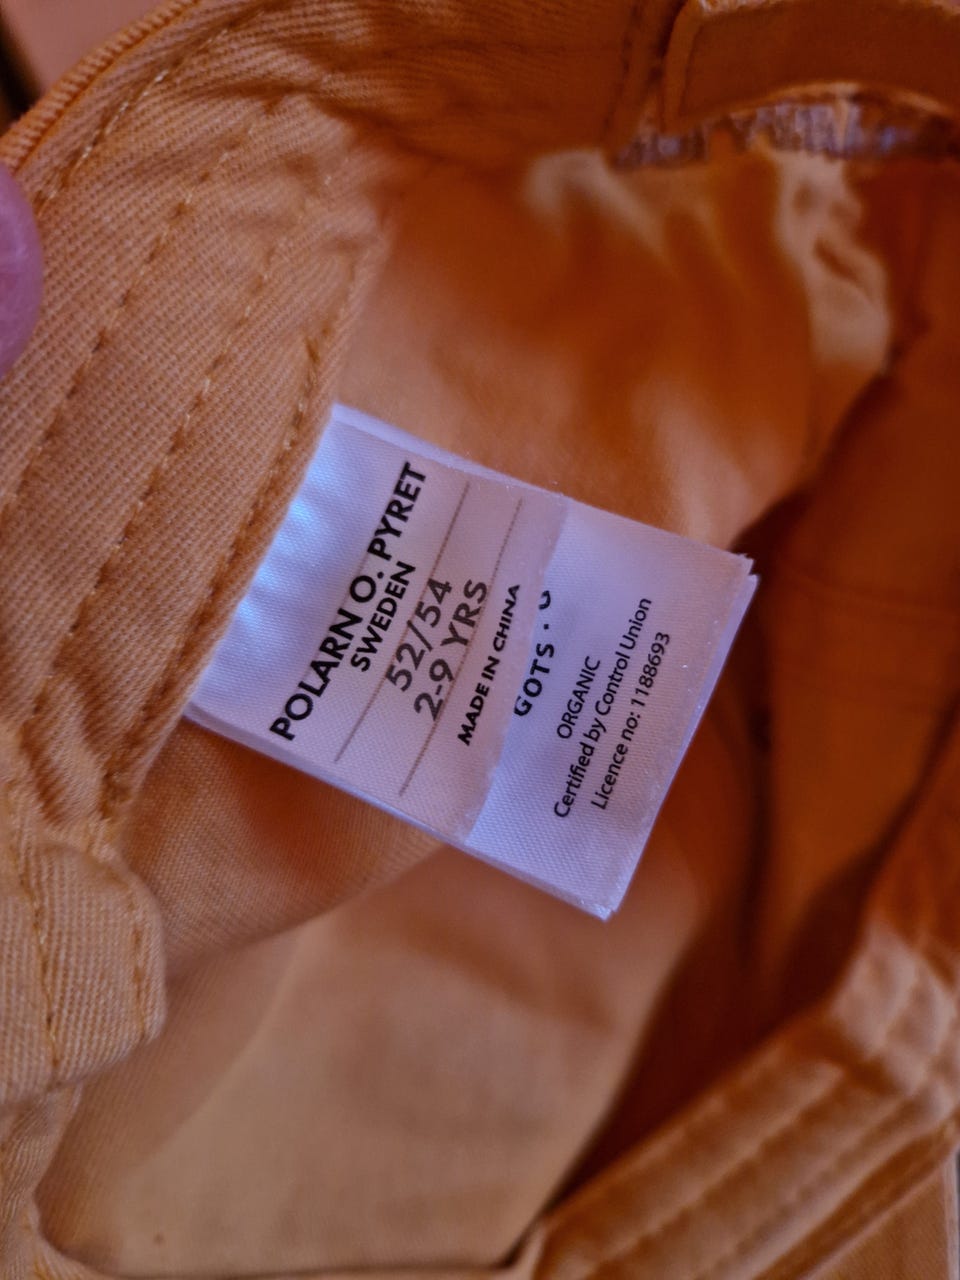 POLARN O. PYRET
SWEDEN
52/54
2-9 YRS
MADE IN CHINA
GOTS ·
ORGANIC
Certified by Control Union
Licence no: 1188693